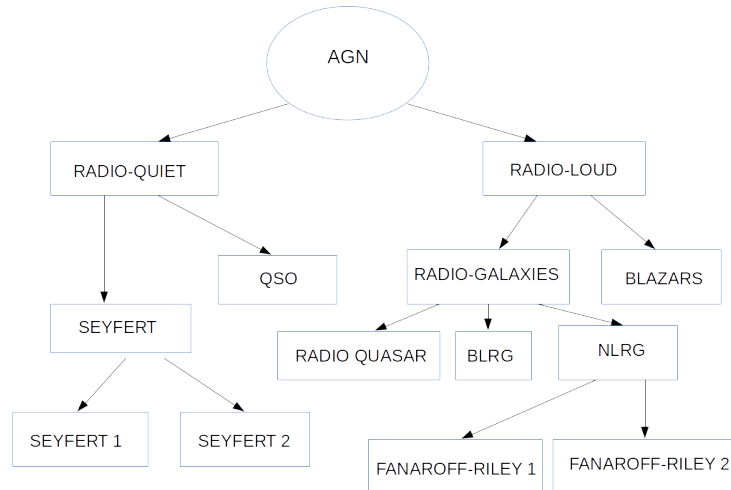 AGN
RADIO-QUIET
RADIO-LOUD
QSO
RADIO-GALAXIES
BLAZARS
SEYFERT
RADIO QUASAR
BLRG
NLRG
SEYFERT 1
SEYFERT 2
FANAROFF-RILEY 1
FANAROFF-RILEY 2